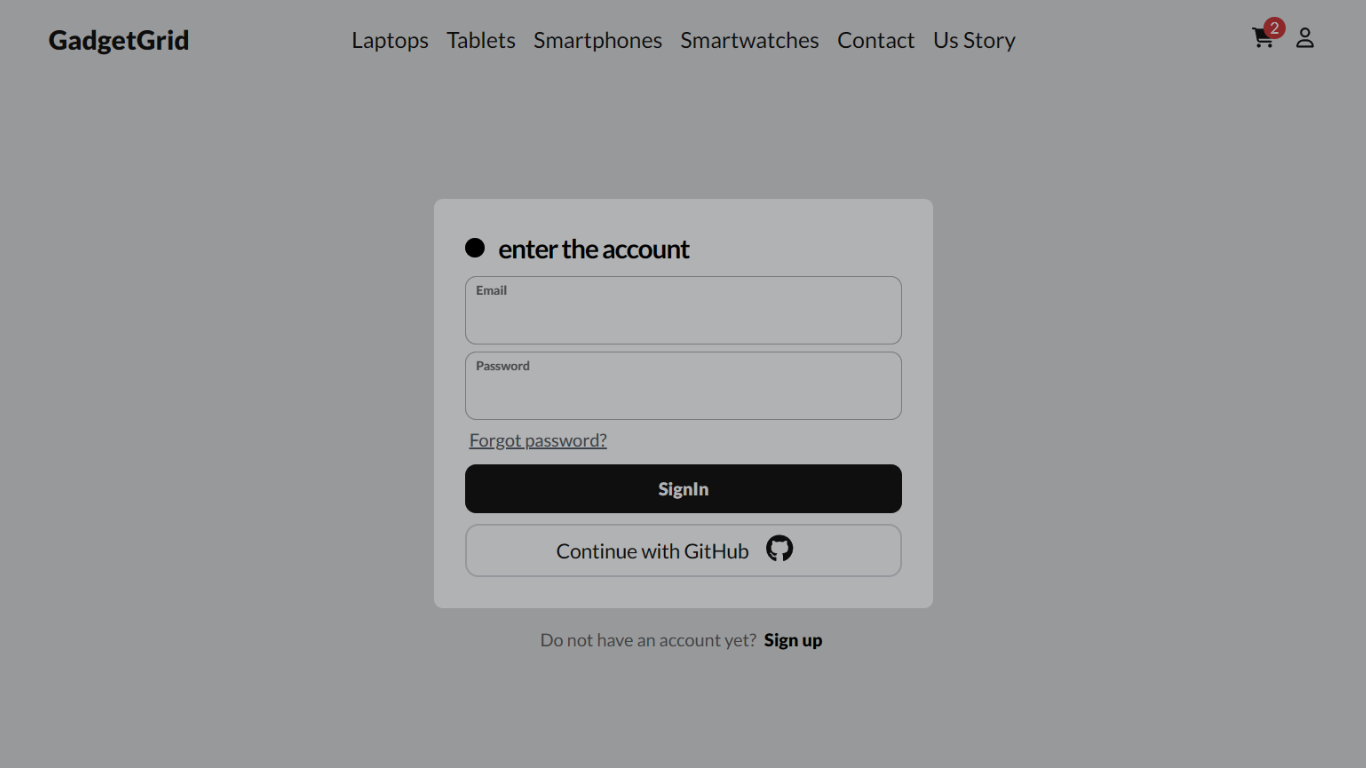 GadgetGrid
Laptops Tablets Smartphones Smartwatches Contact Us Story
2
enter the account
Email
Password
Forgot password?
SignIn
Continue with GitHub
Do not have an account yet? Sign up